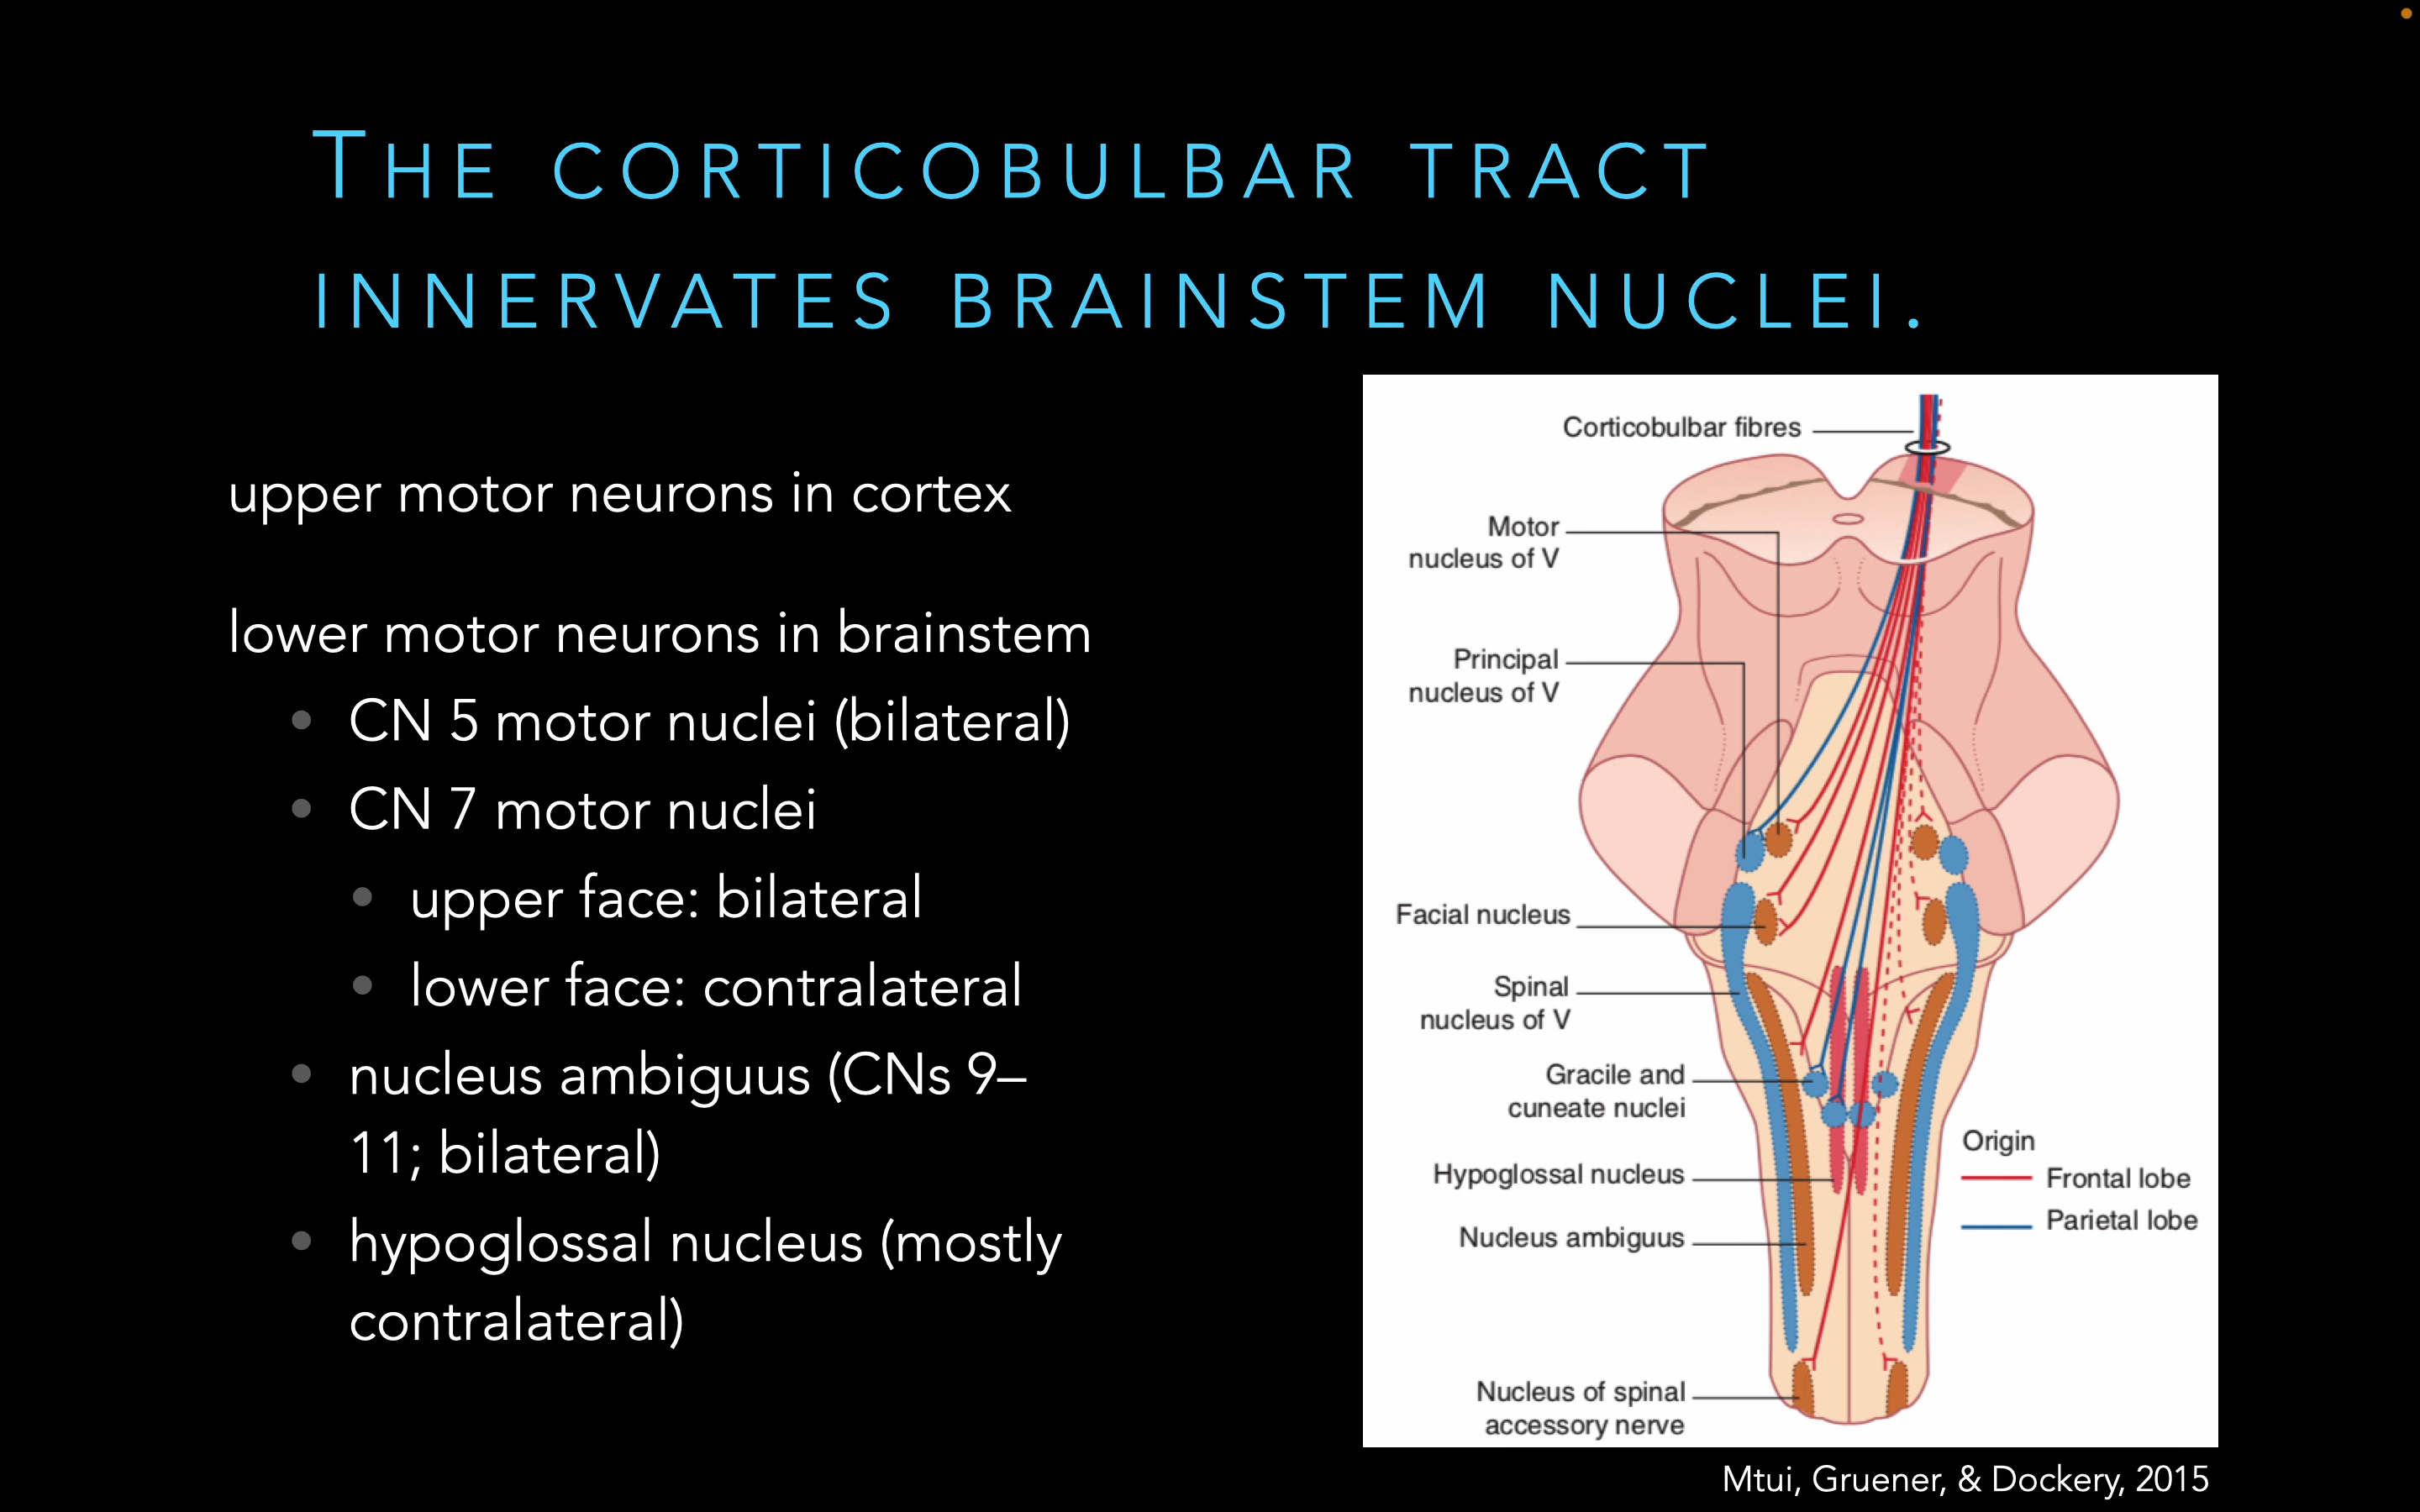 THE CORTICOBULBAR TRACT
INNERVATES BRAINSTEM NUCLEI.
upper motor neurons in cortex
lower motor neurons in brainstem
• CN 5 motor nuclei (bilateral)
• CN 7 motor nuclei
• upper face: bilateral
• lower face: contralateral
• nucleus ambiguus (CNs 9–
11; bilateral)
• hypoglossal nucleus (mostly
contralateral)
Corticobulbar fibres
Motor
nucleus of V
Principal
nucleus of V
Facial nucleus
Spinal
nucleus of V
Gracile and
cuneate nuclei
Hypoglossal nucleus
Nucleus ambiguus
Nucleus of spinal
accessory nerve
Origin
Frontal lobe
Parietal lobe
Mtui, Gruener, & Dockery, 2015